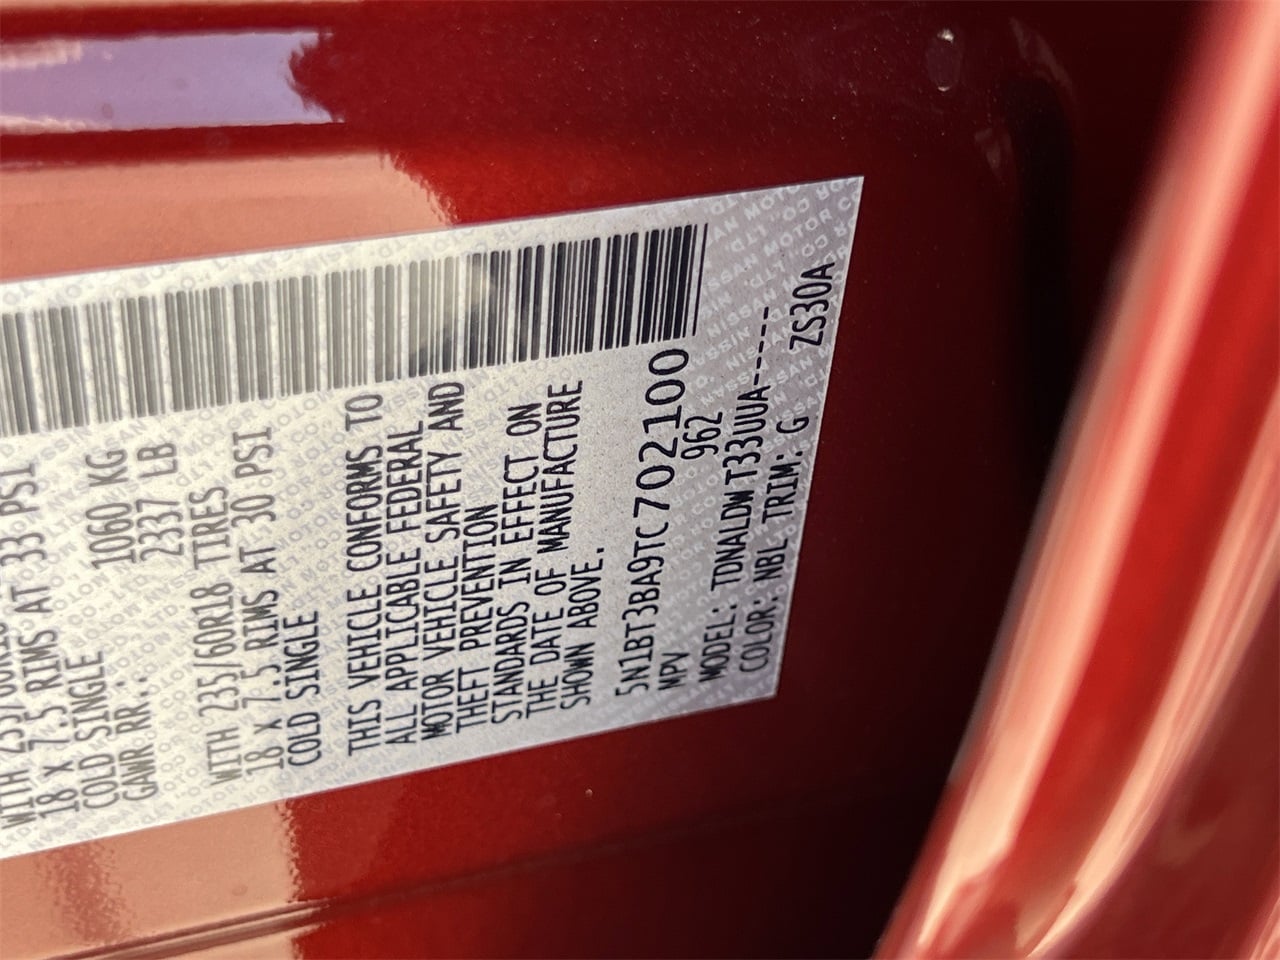 WITH 235/60R18
18 X 7.5 RIMS AT 33 PSI
COLD SINGLE
GAWR RR.. 1060 KG
2337 LB
WITH 235/60R18 TIRES
18 X 7.5 RIMS AT 30 PSI
COLD SINGLE
THIS VEHICLE CONFORMS TO
ALL APPLICABLE FEDERAL
MOTOR VEHICLE SAFETY AND
THEFT PREVENTION
STANDARDS IN EFFECT ON
THE DATE OF MANUFACTURE
SHOWN ABOVE.
5N1BT3BA9TC702100
MPV 962
MODEL: TDNALDWT33UUA-----
COLOR: NBL TRIM: G ZS30A